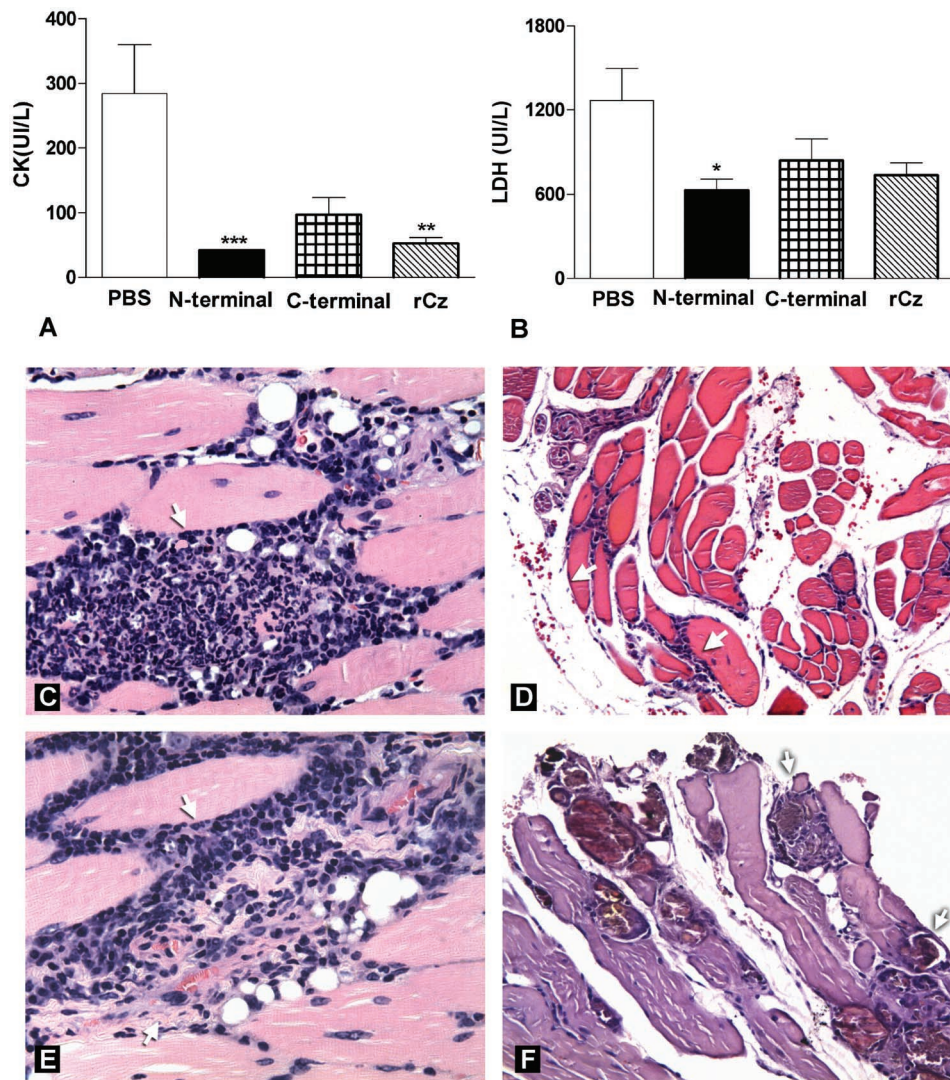 400
300
200
100
0
CK(UI/L)
***
**
PBS
N-terminal
C-terminal
rCz
A
1800
1200
600
0
LDH (UI/L)
*
PBS
N-terminal
C-terminal
rCz
B
C
D
E
F